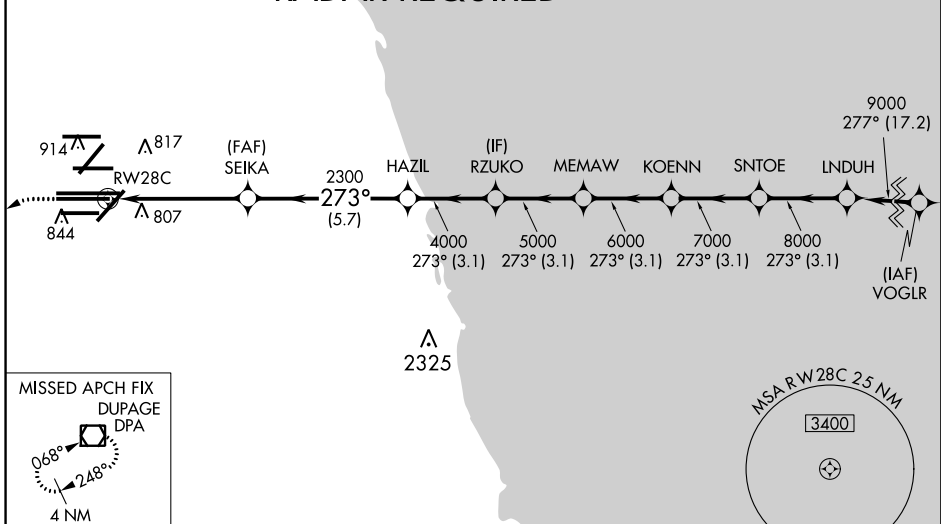 RADAR REQUIRED
914
817
RW28C
844
807
(FAF)
SEIKA
2300
273°
(5.7)
HAZIL
4000
273° (3.1)
(IF)
RZUKO
5000
273° (3.1)
MEMAW
6000
273° (3.1)
KOENN
7000
273° (3.1)
SNTOE
8000
273° (3.1)
LNDUH
9000
277° (17.2)
(IAF)
VOGLR
2325
MISSED APCH FIX
DUPAGE
DPA
068°
248°
4 NM
MSA RW28C 25 NM
3400